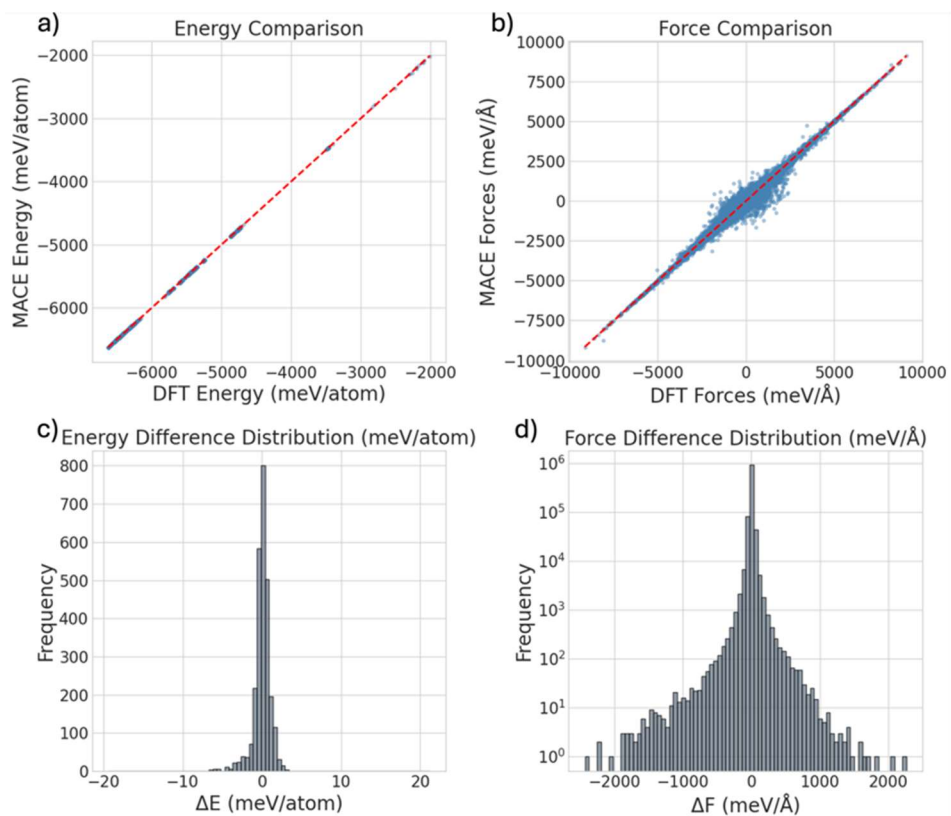 a)
Energy Comparison
MACE Energy (meV/atom)
−2000
−3000
−4000
−5000
−6000
−6000 −5000 −4000 −3000 −2000
DFT Energy (meV/atom)
b)
Force Comparison
MACE Forces (meV/Å)
10000
7500
5000
2500
0
−2500
−5000
−7500
−10000
−10000 −5000 0 5000 10000
DFT Forces (meV/Å)
c)
Energy Difference Distribution (meV/atom)
Frequency
800
700
600
500
400
300
200
100
0
−20 −10 0 10 20
ΔE (meV/atom)
d)
Force Difference Distribution (meV/Å)
Frequency
10⁶
10⁵
10⁴
10³
10²
10¹
10⁰
−2000 −1000 0 1000 2000
ΔF (meV/Å)